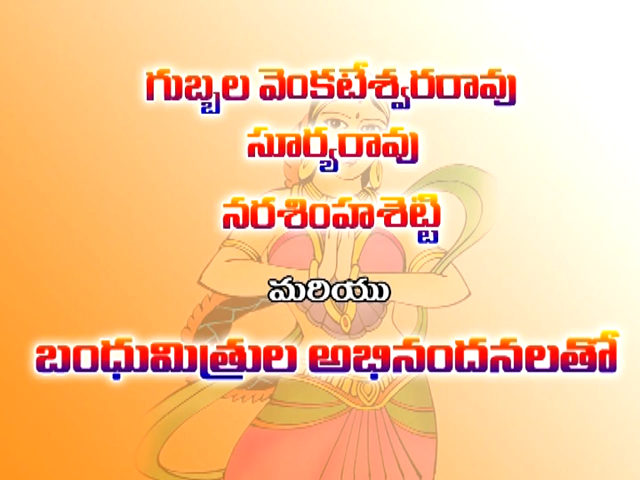 గుబ్బల వెంకటేశ్వరరావు
సూర్యరావు
నరశింహశెట్టి
మరియు
బంధుమిత్రుల అభినందనలతో